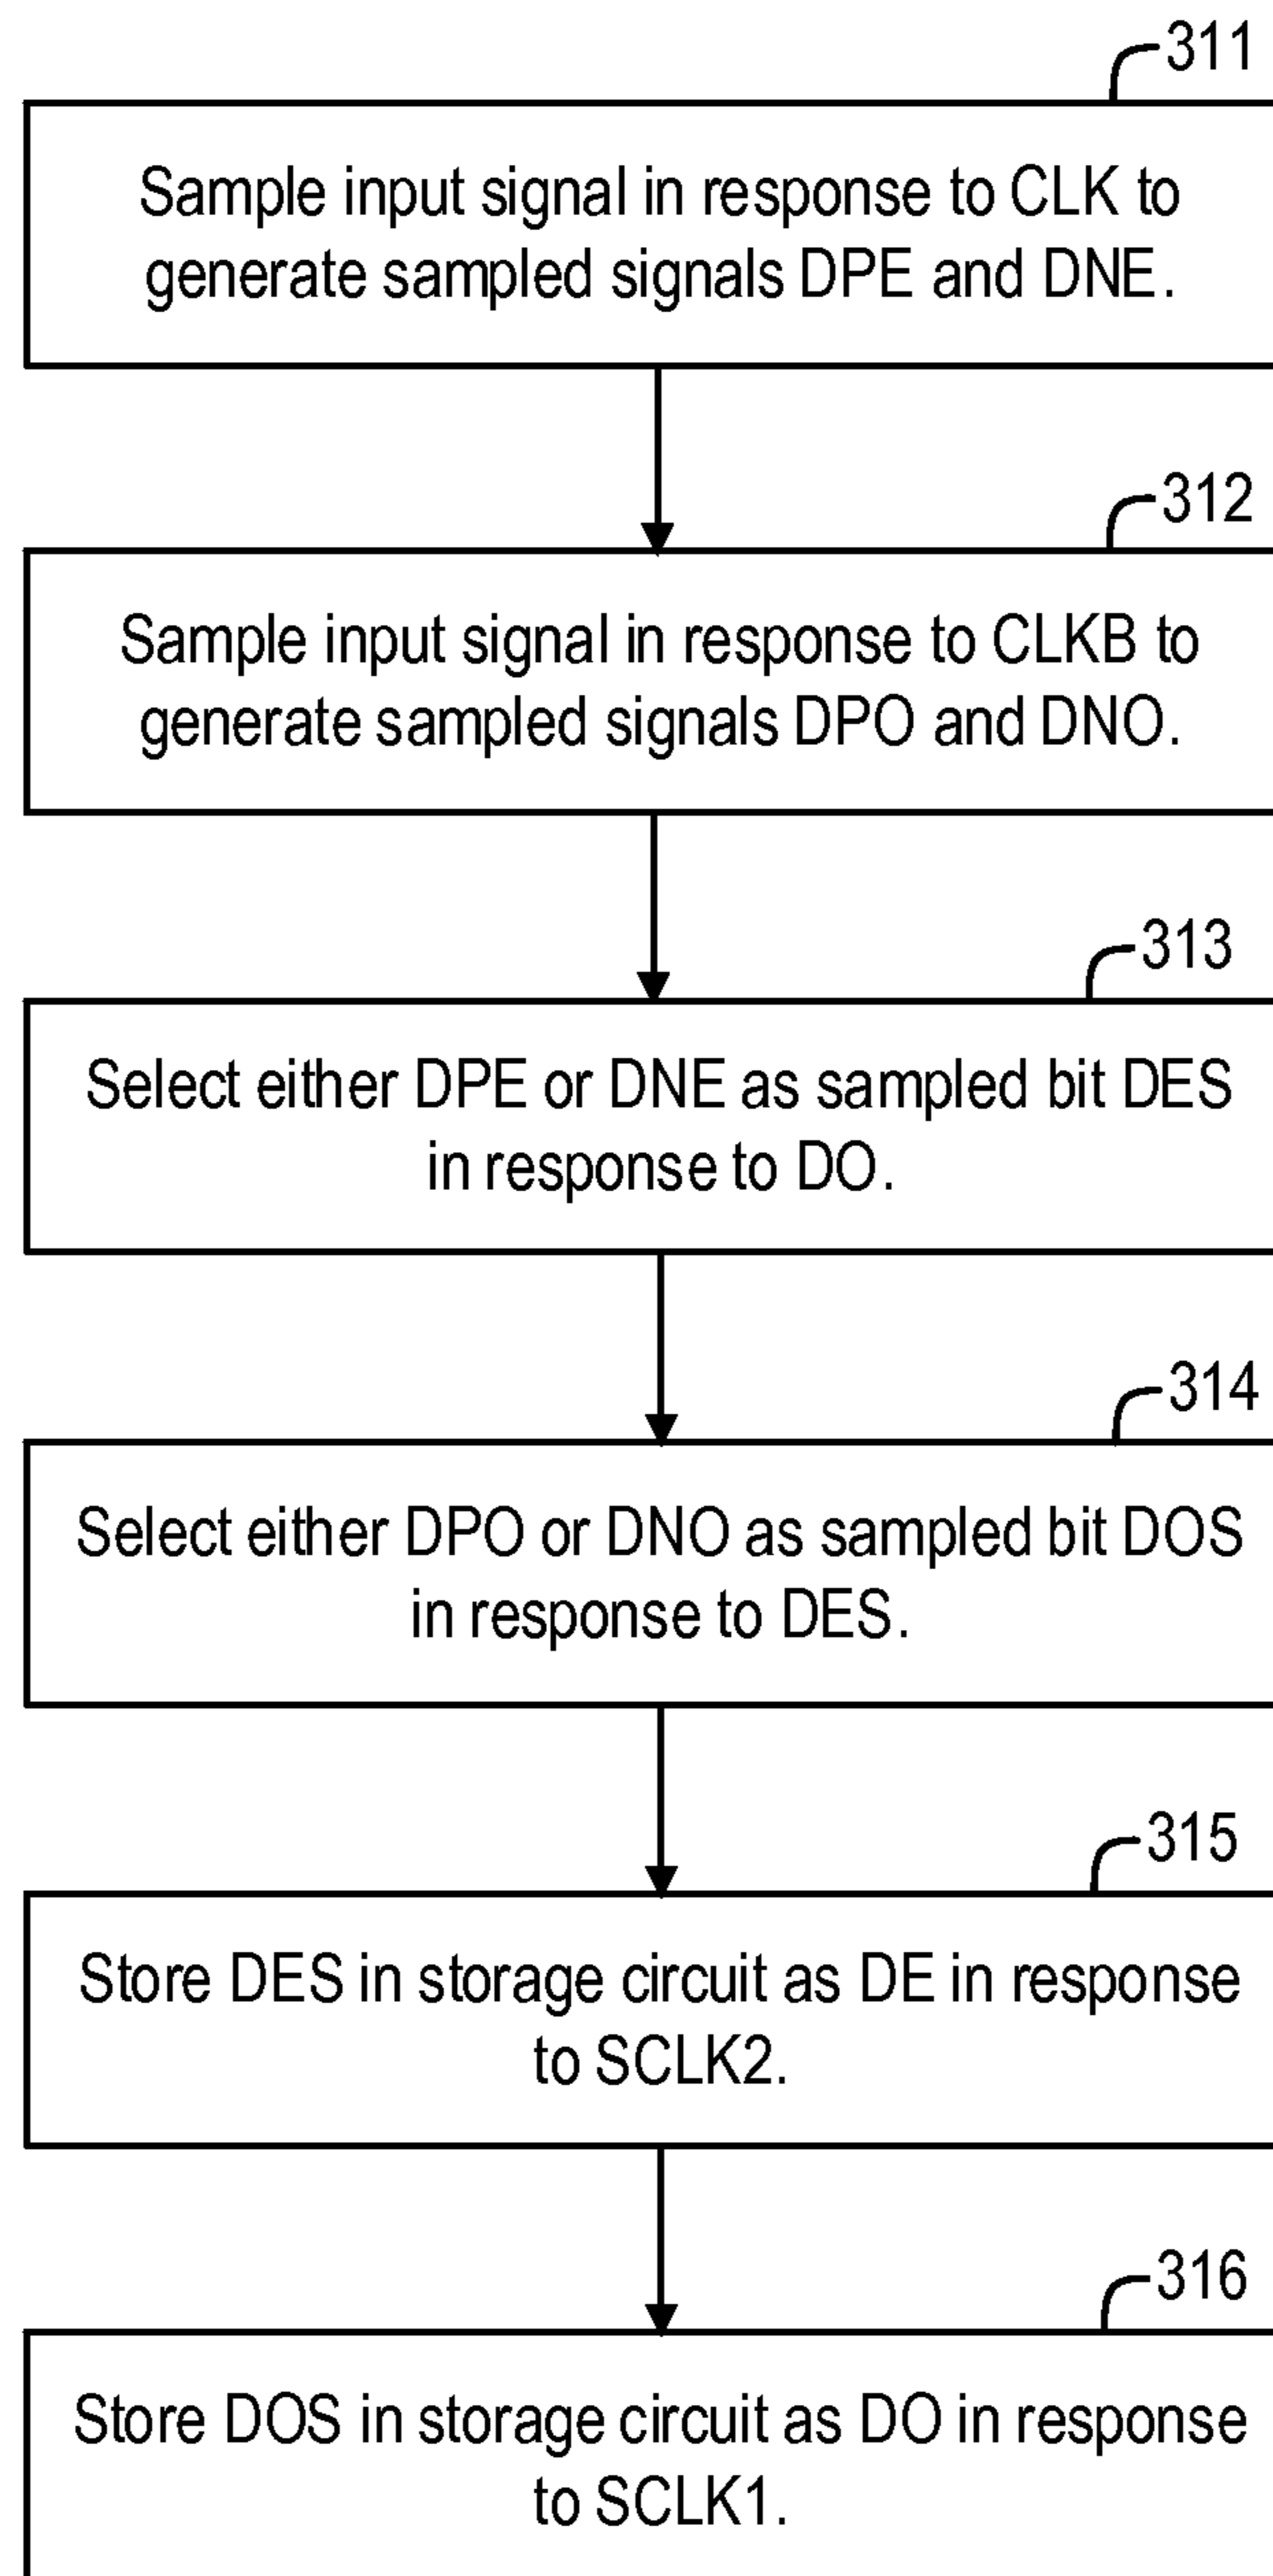 311
Sample input signal in response to CLK to
generate sampled signals DPE and DNE.
312
Sample input signal in response to CLKB to
generate sampled signals DPO and DNO.
313
Select either DPE or DNE as sampled bit DES
in response to DO.
314
Select either DPO or DNO as sampled bit DOS
in response to DES.
315
Store DES in storage circuit as DE in response
to SCLK2.
316
Store DOS in storage circuit as DO in response
to SCLK1.